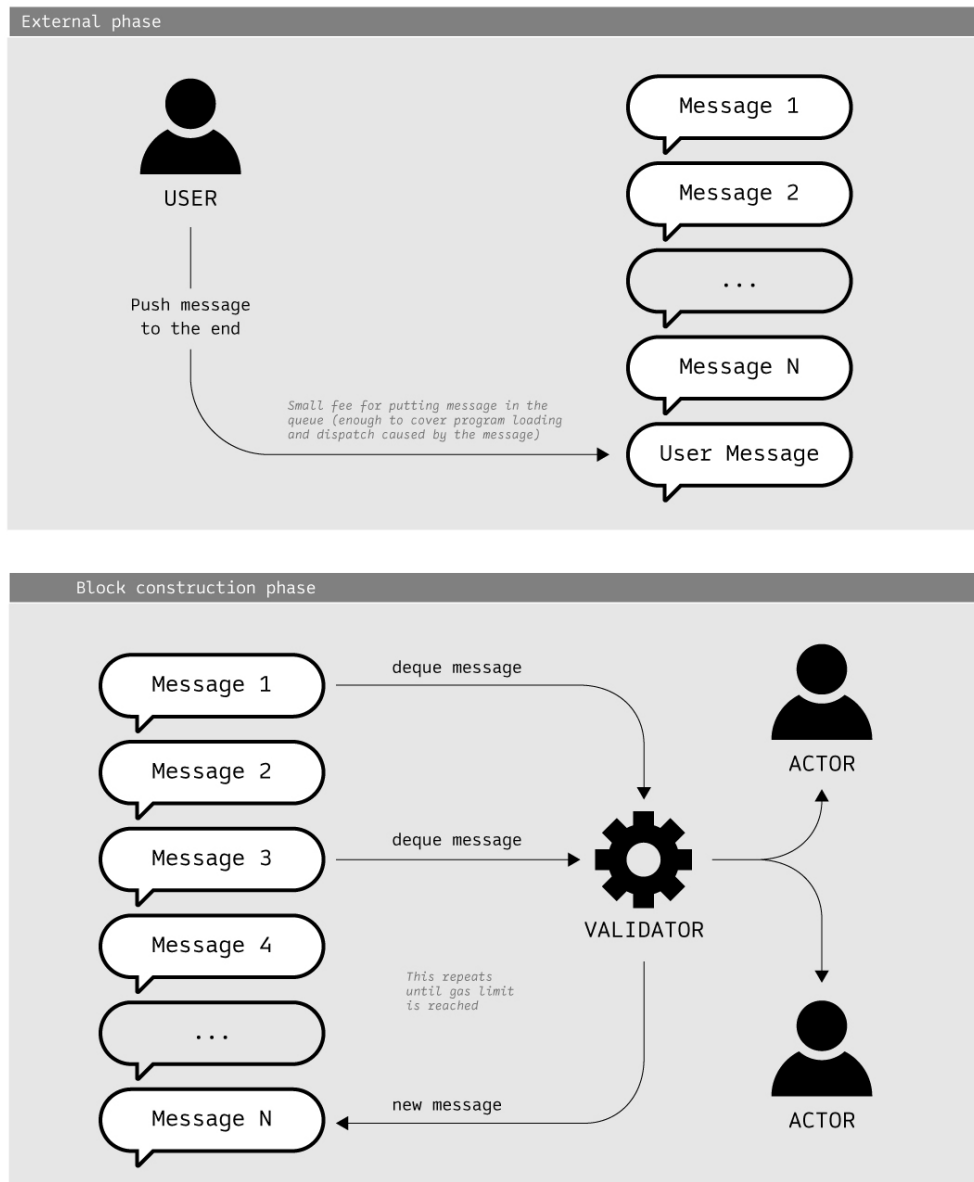 External phase
USER
Push message
to the end
Small fee for putting message in the
queue (enough to cover program loading
and dispatch caused by the message)
Message 1
Message 2
...
Message N
User Message
Block construction phase
Message 1
Message 2
Message 3
Message 4
...
Message N
deque message
deque message
This repeats
until gas limit
is reached
new message
VALIDATOR
ACTOR
ACTOR